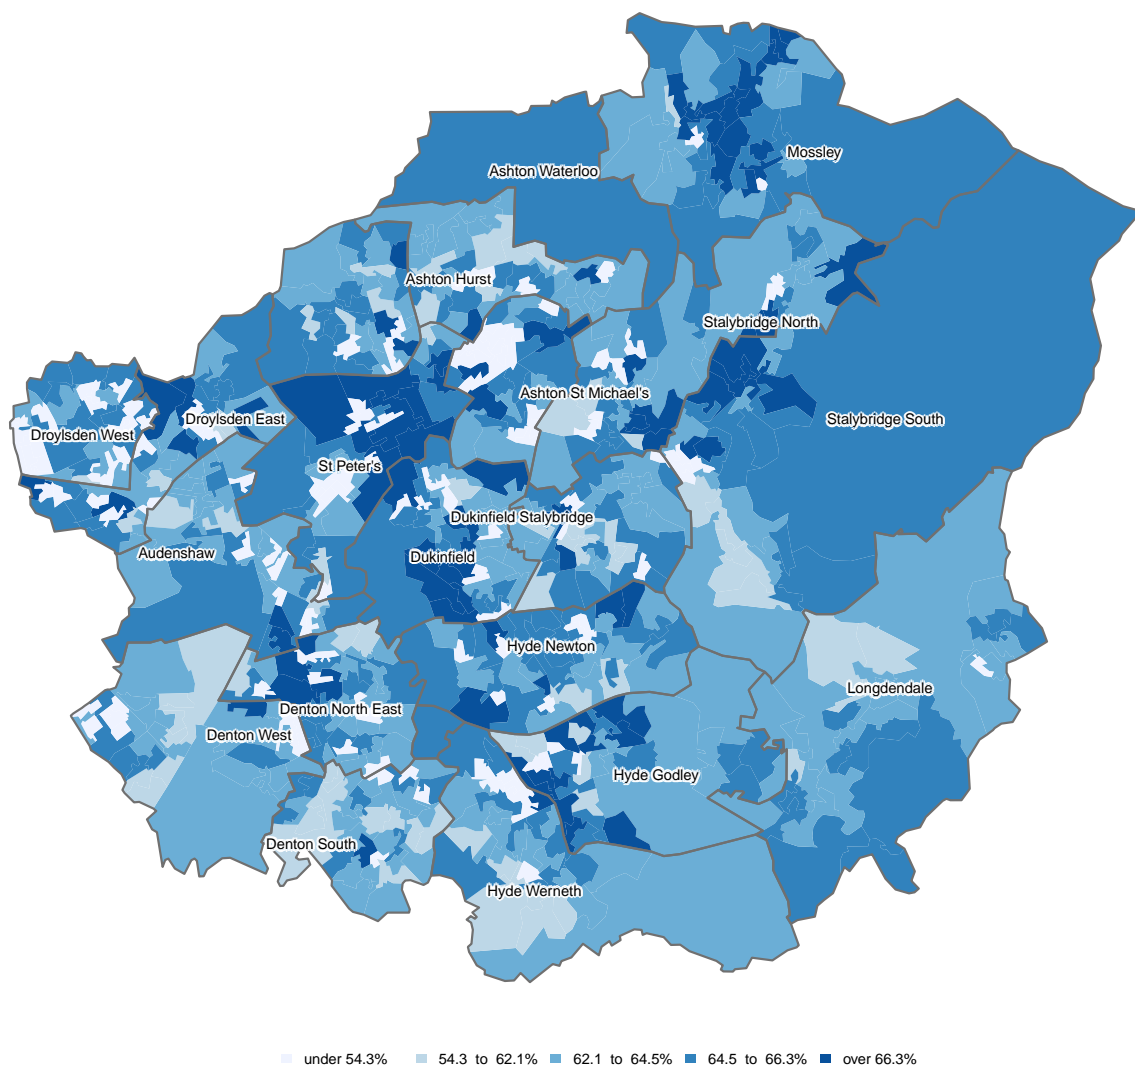 Mossley
Ashton Waterloo
Ashton Hurst
Stalybridge North
Ashton St Michael's
Droylsden East
Stalybridge South
Droylsden West
St Peter's
Dukinfield Stalybridge
Audenshaw
Dukinfield
Hyde Newton
Longdendale
Denton North East
Denton West
Hyde Godley
Denton South
Hyde Werneth
under 54.3% 54.3 to 62.1% 62.1 to 64.5% 64.5 to 66.3% over 66.3%